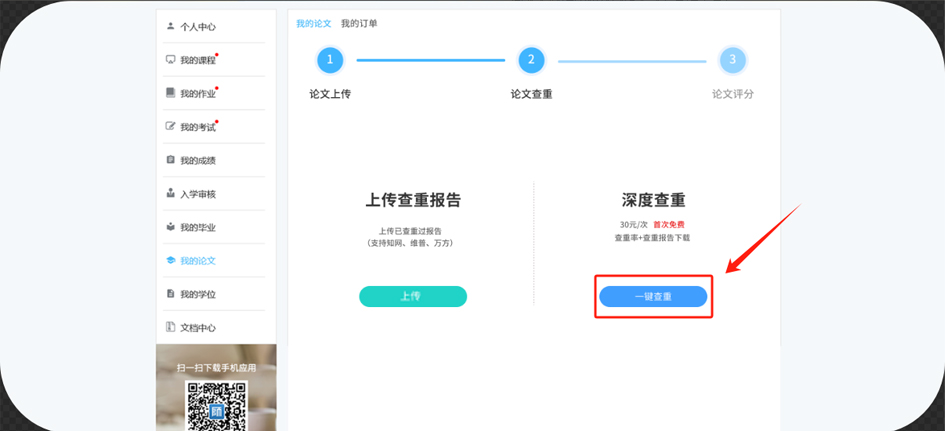 个人中心
我的课程
我的作业
我的考试
我的成绩
入学审核
我的毕业
我的论文
我的学位
文档中心
扫一扫下载手机应用
我的论文 我的订单
1 2 3
论文上传 论文查重 论文评分
上传查重报告
上传已查重过报告
(支持知网、维普、万方)
上传
深度查重
30元/次 首次免费
查重率+查重报告下载
一键查重